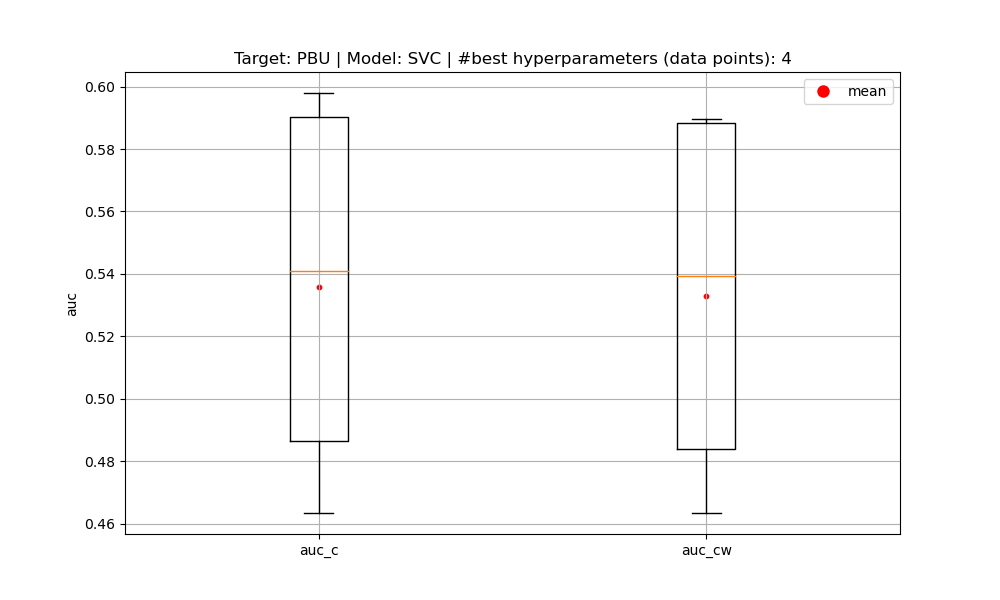 Target: PBU | Model: SVC | #best hyperparameters (data points): 4
mean
0.60
0.58
0.56
0.54
0.52
0.50
0.48
0.46
auc
auc_c
auc_cw